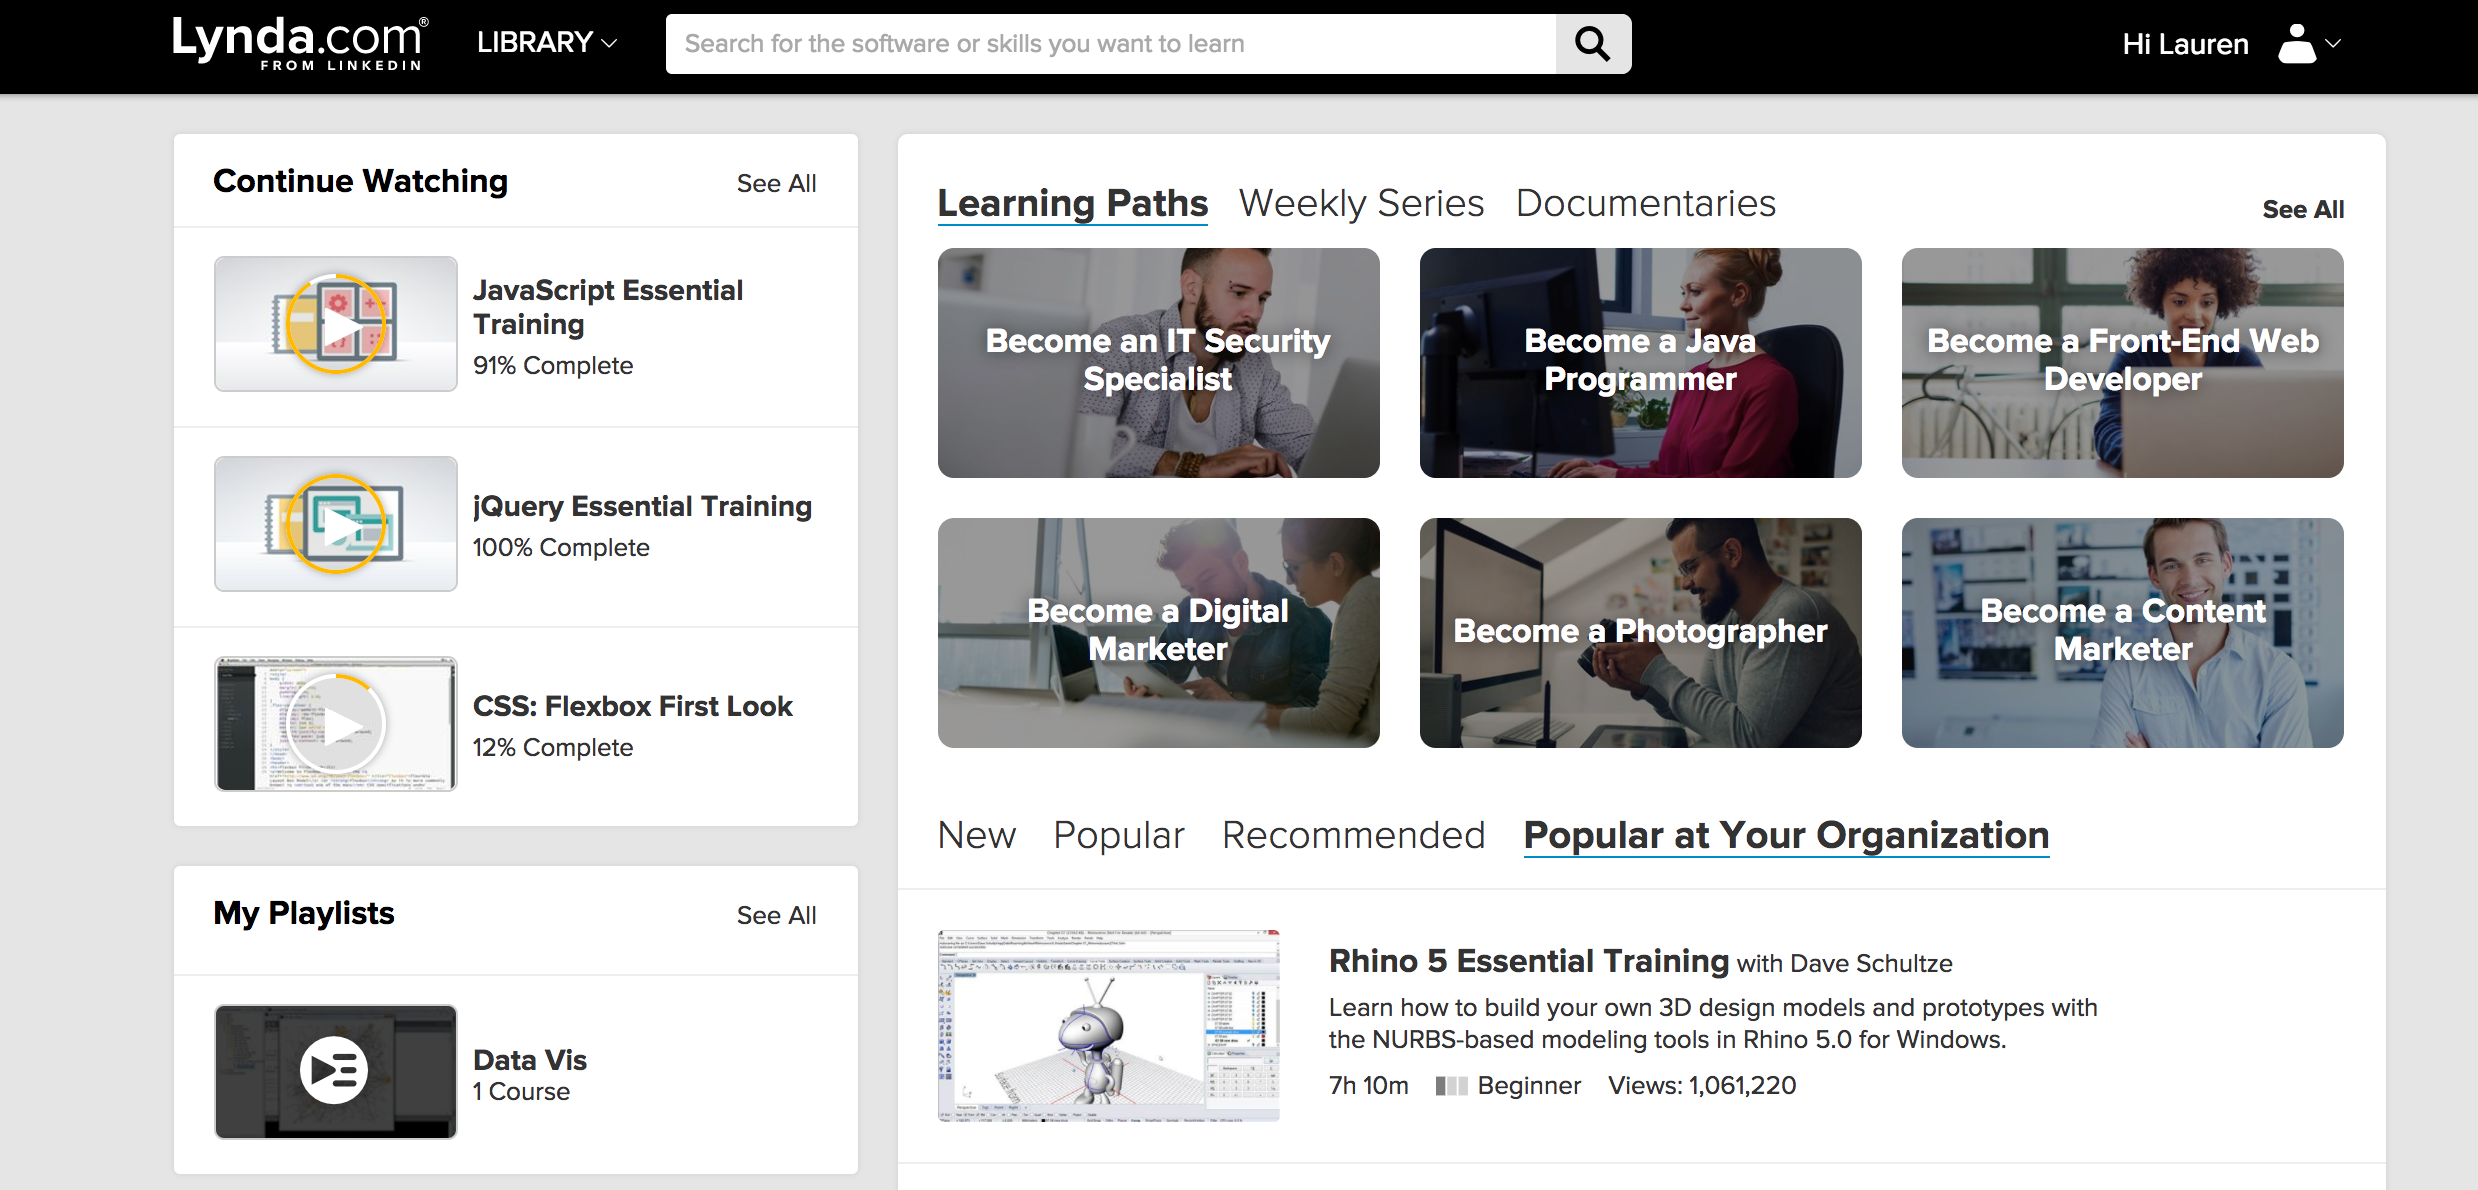 Lynda.com®
FROM LINKEDIN
LIBRARY
Search for the software or skills you want to learn
Hi Lauren
Continue Watching
See All
JavaScript Essential
Training
91% Complete
jQuery Essential Training
100% Complete
CSS: Flexbox First Look
12% Complete
My Playlists
See All
Data Vis
1 Course
Learning Paths
Weekly Series
Documentaries
See All
Become an IT Security
Specialist
Become a Java
Programmer
Become a Front-End Web
Developer
Become a Digital
Marketer
Become a Photographer
Become a Content
Marketer
New
Popular
Recommended
Popular at Your Organization
Rhino 5 Essential Training with Dave Schultze
Learn how to build your own 3D design models and prototypes with
the NURBS-based modeling tools in Rhino 5.0 for Windows.
7h 10m
Beginner
Views: 1,061,220